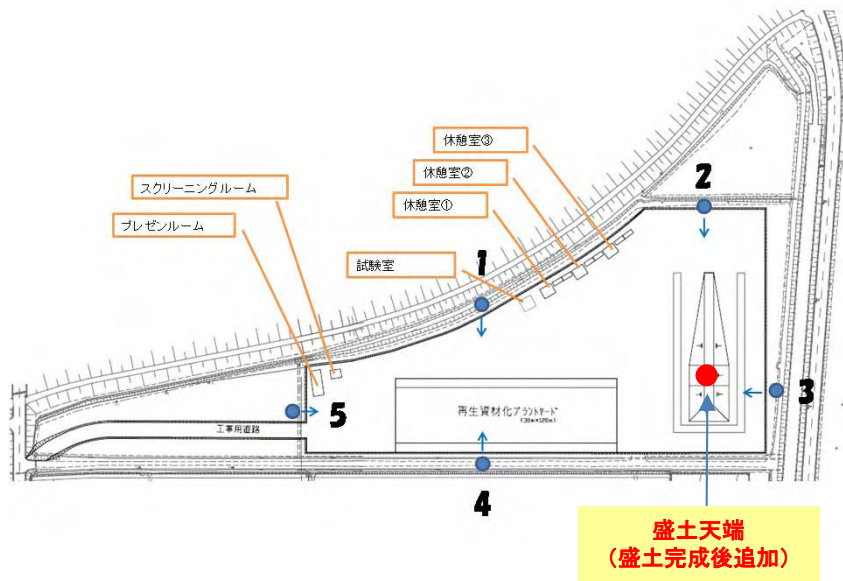 休憩室③
休憩室②
休憩室①
スクリーニングルーム
プレゼンルーム
試験室
1
2
3
4
5
再生資材化プラントヤード
(30m×120m)
工事用道路
盛土天端
(盛土完成後追加)